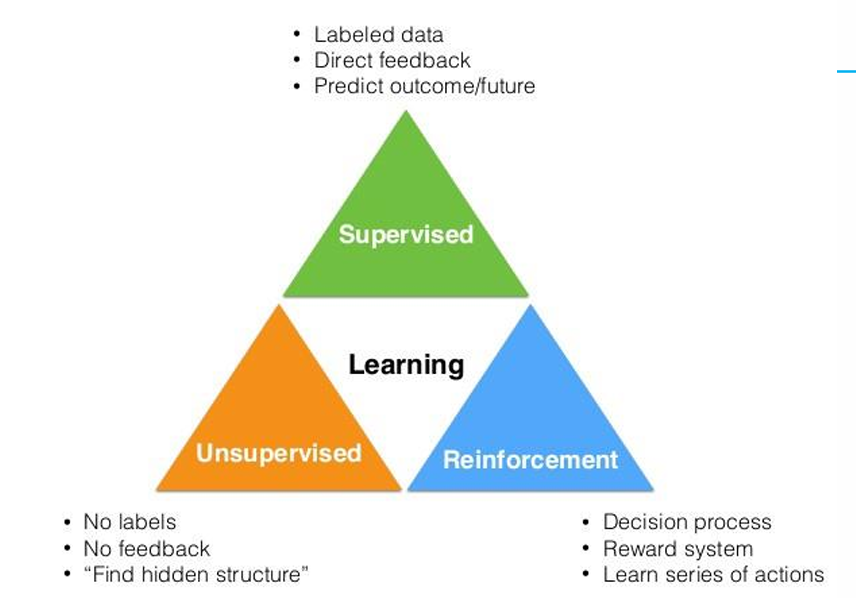 • Labeled data
• Direct feedback
• Predict outcome/future
Supervised
Learning
Unsupervised
Reinforcement
• No labels
• No feedback
• “Find hidden structure”
• Decision process
• Reward system
• Learn series of actions